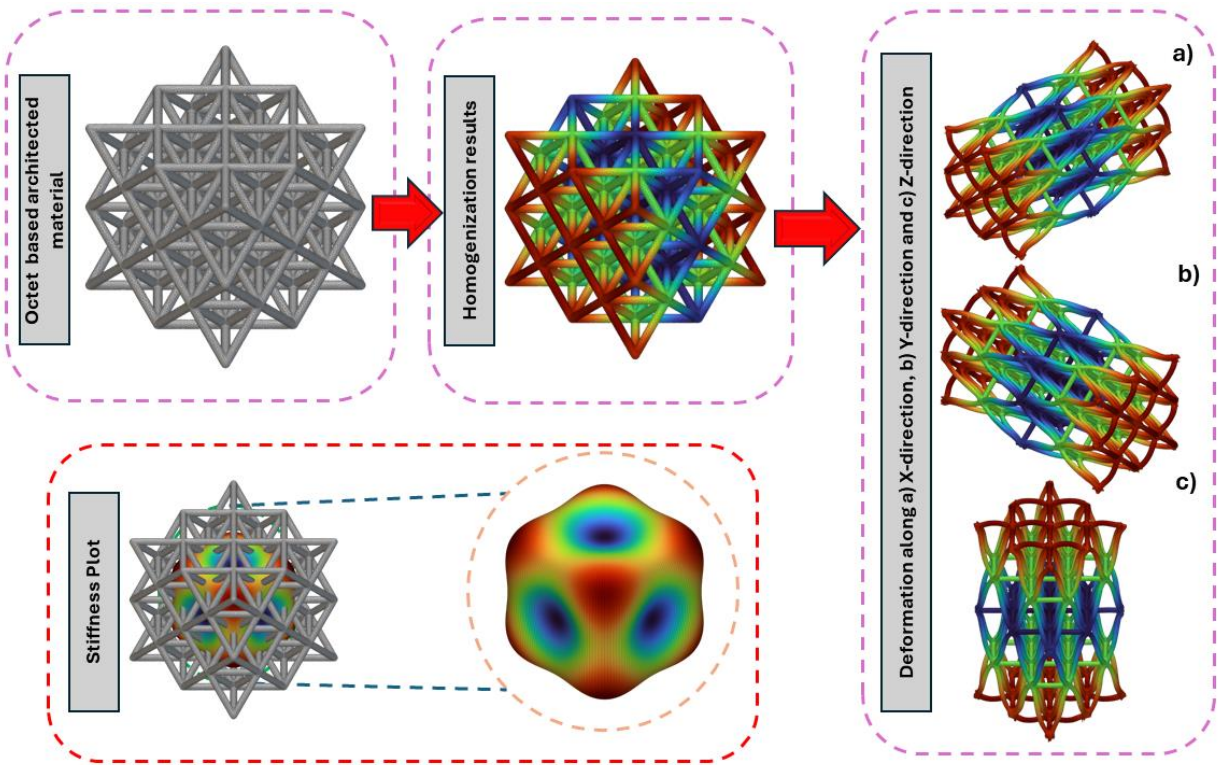 Octet based architected
material
Homogenization results
Deformation along a) X-direction, b) Y-direction and c) Z-direction
a)
b)
c)
Stiffness Plot